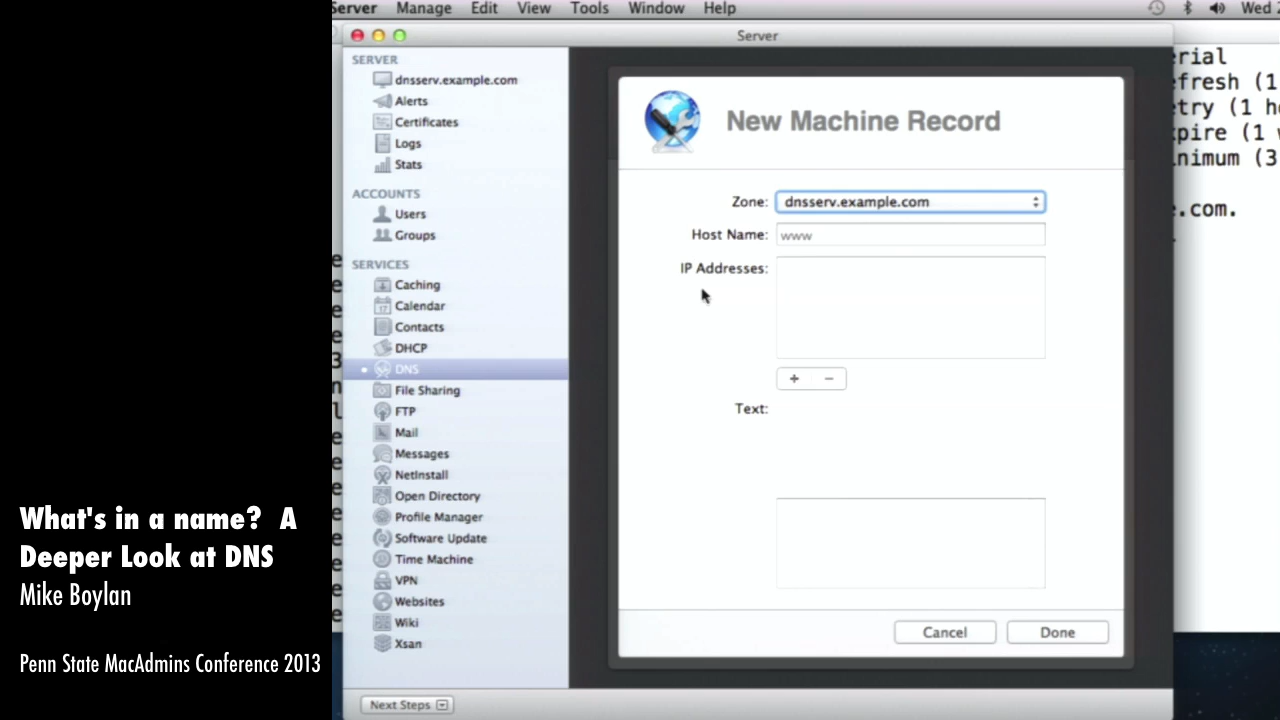 Server Manage Edit View Tools Window Help Wed 2
Server
SERVER
dnsserv.example.com
Alerts
Certificates
Logs
Stats
ACCOUNTS
Users
Groups
SERVICES
Caching
Calendar
17
Contacts
DHCP
DNS
File Sharing
FTP
Mail
Messages
NetInstall
Open Directory
Profile Manager
Software Update
Time Machine
VPN
Websites
Wiki
Xsan
Next Steps
New Machine Record
Zone: dnsserv.example.com
Host Name: www
IP Addresses:
+ −
Text:
Cancel Done
erial
efresh (1
etry (1 h
xpire (1 w
inimum (3
e.com.
What's in a name? A
Deeper Look at DNS
Mike Boylan
Penn State MacAdmins Conference 2013